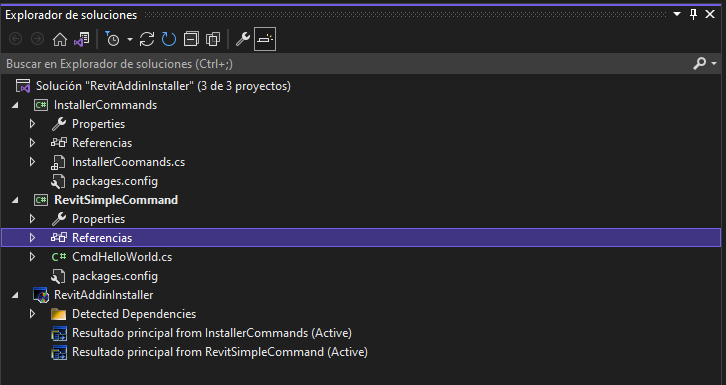 Explorador de soluciones
Buscar en Explorador de soluciones (Ctrl+;)
Solución "RevitAddinInstaller" (3 de 3 proyectos)
C# InstallerCommands
Properties
Referencias
InstallerCoomands.cs
packages.config
C# RevitSimpleCommand
Properties
Referencias
C# CmdHelloWorld.cs
packages.config
RevitAddinInstaller
Detected Dependencies
Resultado principal from InstallerCommands (Active)
Resultado principal from RevitSimpleCommand (Active)